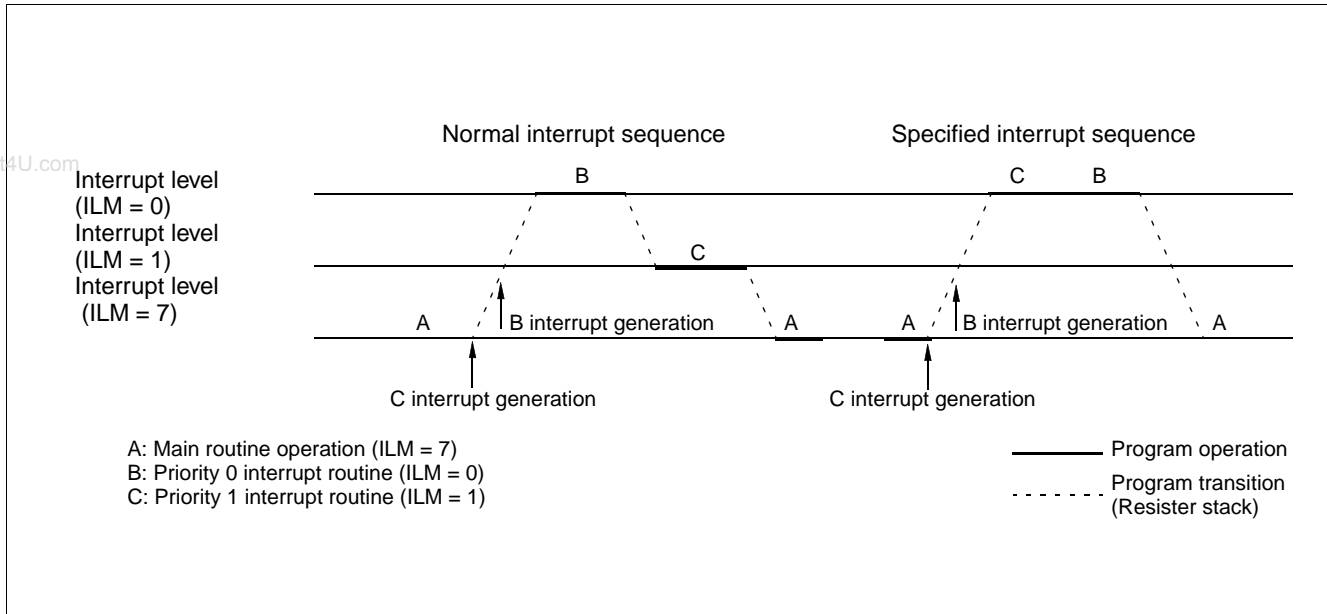 Normal interrupt sequence
Specified interrupt sequence
t4U.com
Interrupt level
(ILM = 0)
Interrupt level
(ILM = 1)
Interrupt level
(ILM = 7)
B
C
B
C
A
B interrupt generation
A
A
B interrupt generation
A
C interrupt generation
C interrupt generation
A: Main routine operation (ILM = 7)
B: Priority 0 interrupt routine (ILM = 0)
C: Priority 1 interrupt routine (ILM = 1)
Program operation
Program transition
(Resister stack)